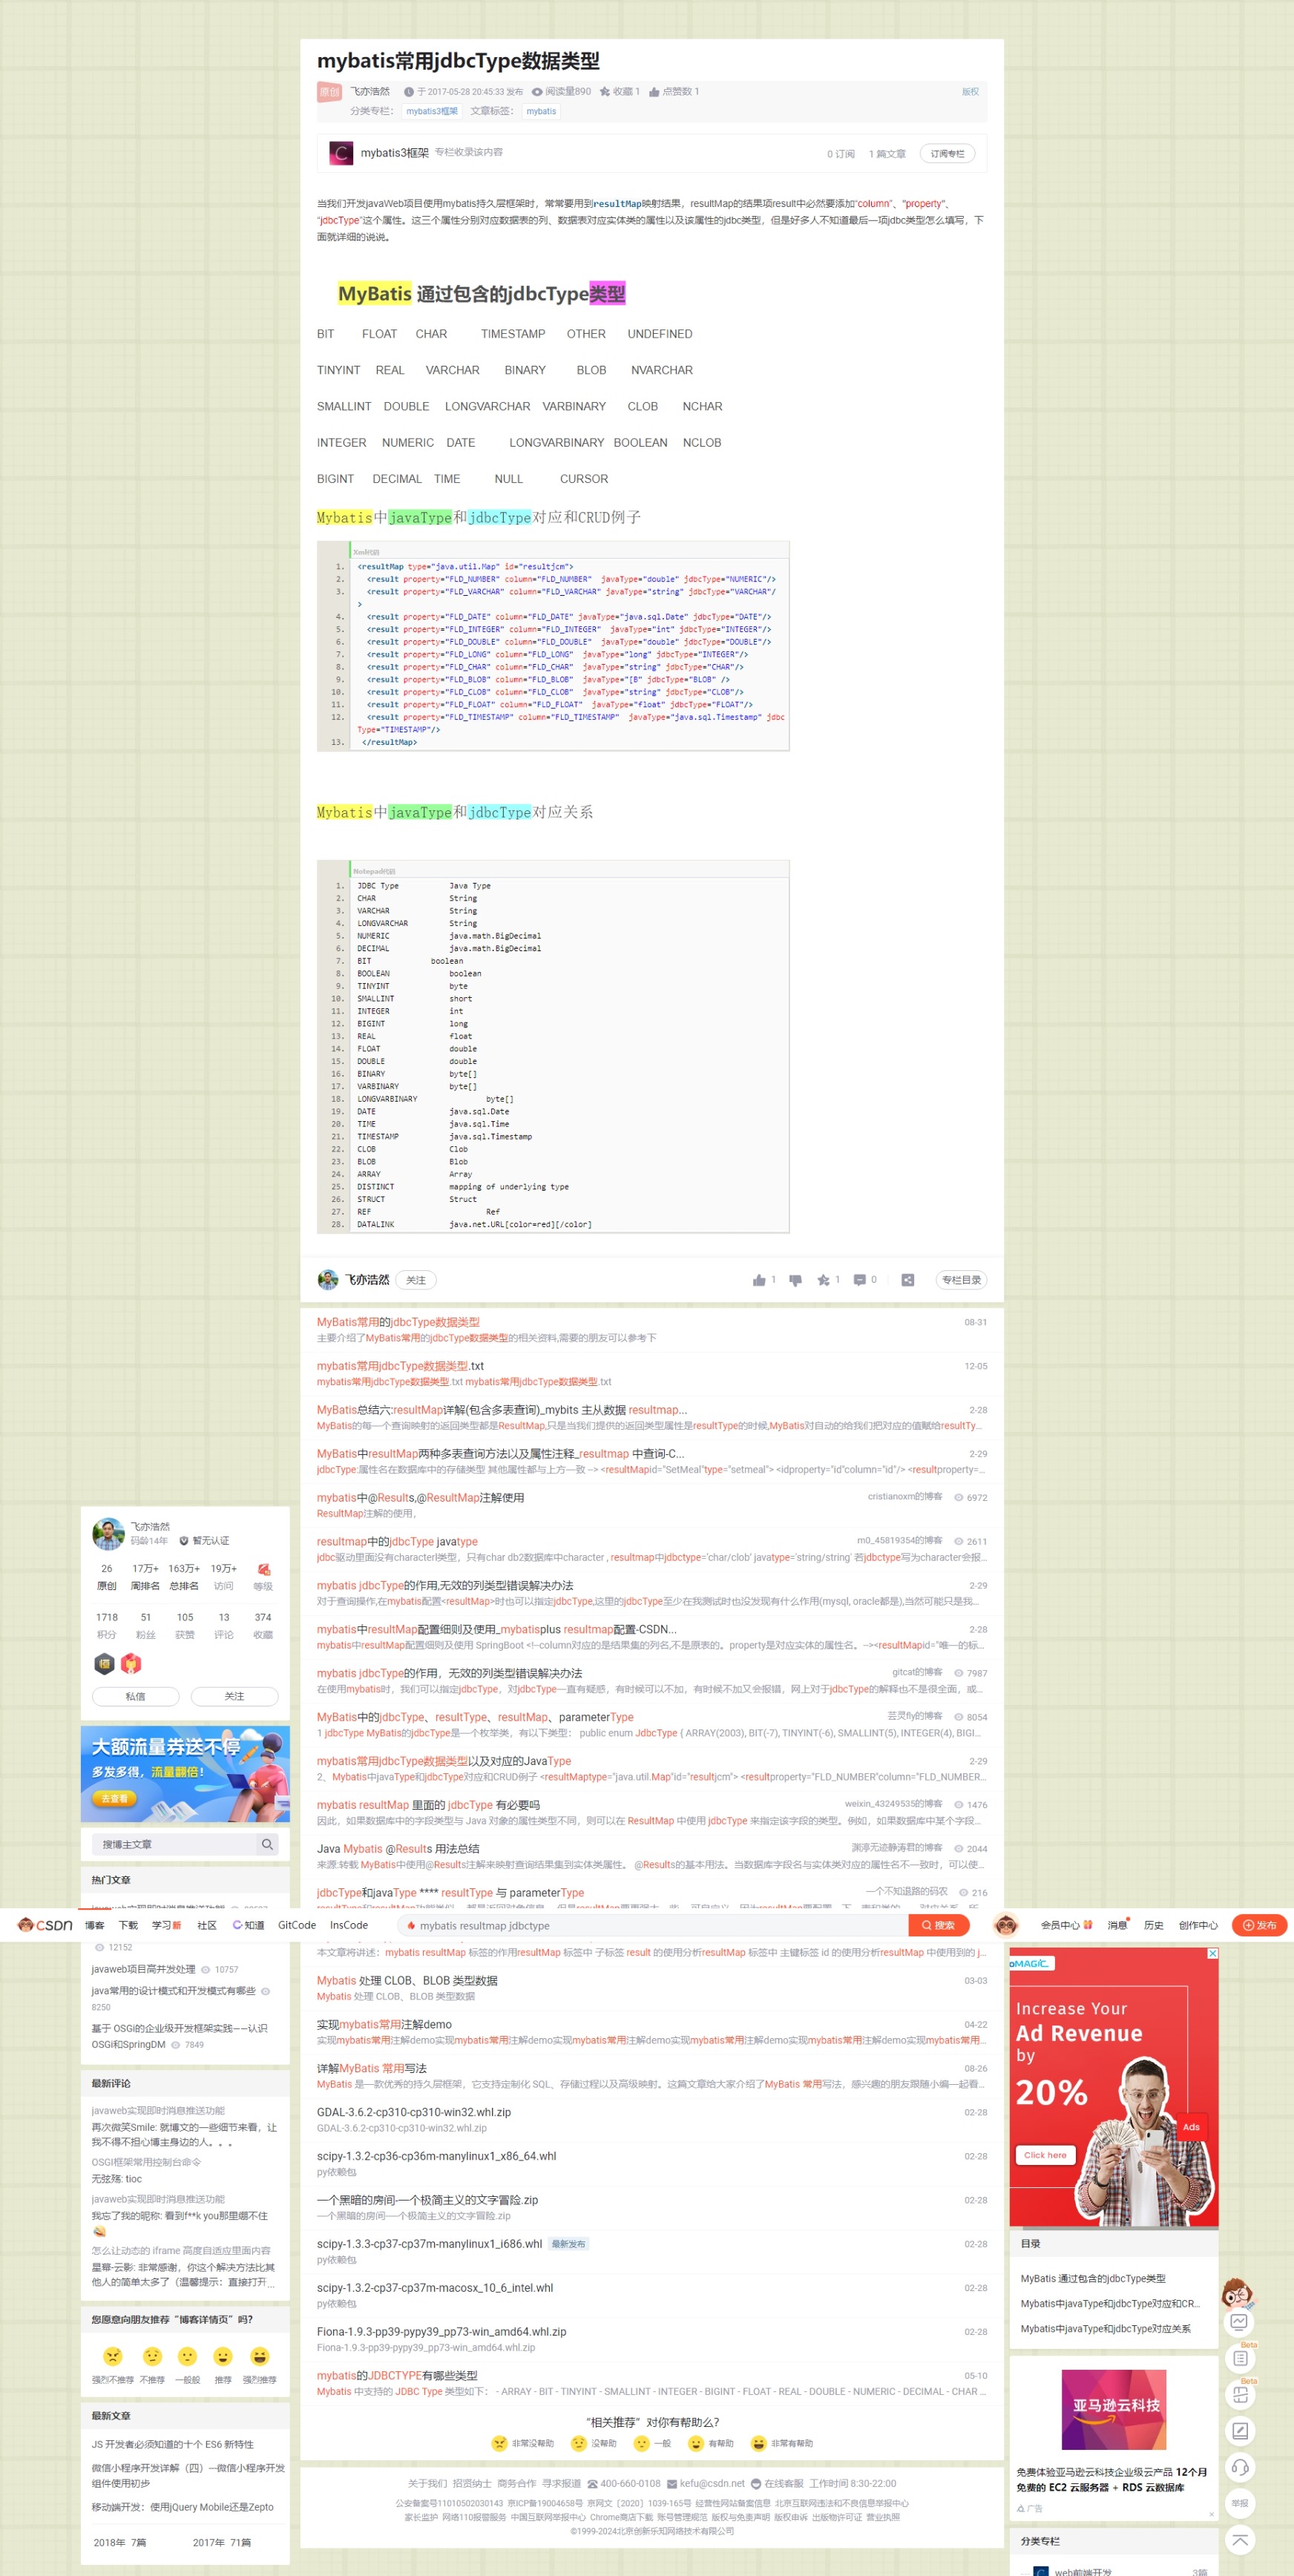 mybatis常用jdbcType数据类型
原创 飞亦浩然 于 2017-05-28 20:45:33 发布 阅读量890 收藏 1 点赞数 1 版权
分类专栏： mybatis3框架 文章标签： mybatis
mybatis3框架 专栏收录该内容 0 订阅 1 篇文章 订阅专栏
当我们开发javaWeb项目使用mybatis持久层框架时，常常要用到resultMap映射结果，resultMap的结果项result中必然要添加“column”、“property”、
“jdbcType”这个属性。这三个属性分别对应数据表的列、数据表对应实体类的属性以及该属性的jdbc类型，但是好多人不知道最后一项jdbc类型怎么填写，下
面就详细的说说。
MyBatis 通过包含的jdbcType类型
BIT FLOAT CHAR TIMESTAMP OTHER UNDEFINED
TINYINT REAL VARCHAR BINARY BLOB NVARCHAR
SMALLINT DOUBLE LONGVARCHAR VARBINARY CLOB NCHAR
INTEGER NUMERIC DATE LONGVARBINARY BOOLEAN NCLOB
BIGINT DECIMAL TIME NULL CURSOR
Mybatis中javaType和jdbcType对应和CRUD例子
Xml代码
1. <resultMap type="java.util.Map" id="resultjcm">
2. <result property="FLD_NUMBER" column="FLD_NUMBER" javaType="double" jdbcType="NUMERIC"/>
3. <result property="FLD_VARCHAR" column="FLD_VARCHAR" javaType="string" jdbcType="VARCHAR"/
>
4. <result property="FLD_DATE" column="FLD_DATE" javaType="java.sql.Date" jdbcType="DATE"/>
5. <result property="FLD_INTEGER" column="FLD_INTEGER" javaType="int" jdbcType="INTEGER"/>
6. <result property="FLD_DOUBLE" column="FLD_DOUBLE" javaType="double" jdbcType="DOUBLE"/>
7. <result property="FLD_LONG" column="FLD_LONG" javaType="long" jdbcType="INTEGER"/>
8. <result property="FLD_CHAR" column="FLD_CHAR" javaType="string" jdbcType="CHAR"/>
9. <result property="FLD_BLOB" column="FLD_BLOB" javaType="[B" jdbcType="BLOB" />
10. <result property="FLD_CLOB" column="FLD_CLOB" javaType="string" jdbcType="CLOB"/>
11. <result property="FLD_FLOAT" column="FLD_FLOAT" javaType="float" jdbcType="FLOAT"/>
12. <result property="FLD_TIMESTAMP" column="FLD_TIMESTAMP" javaType="java.sql.Timestamp" jdbc
Type="TIMESTAMP"/>
13. </resultMap>
Mybatis中javaType和jdbcType对应关系
Notepad代码
1. JDBC Type Java Type
2. CHAR String
3. VARCHAR String
4. LONGVARCHAR String
5. NUMERIC java.math.BigDecimal
6. DECIMAL java.math.BigDecimal
7. BIT boolean
8. BOOLEAN boolean
9. TINYINT byte
10. SMALLINT short
11. INTEGER int
12. BIGINT long
13. REAL float
14. FLOAT double
15. DOUBLE double
16. BINARY byte[]
17. VARBINARY byte[]
18. LONGVARBINARY byte[]
19. DATE java.sql.Date
20. TIME java.sql.Time
21. TIMESTAMP java.sql.Timestamp
22. CLOB Clob
23. BLOB Blob
24. ARRAY Array
25. DISTINCT mapping of underlying type
26. STRUCT Struct
27. REF Ref
28. DATALINK java.net.URL[color=red][/color]
飞亦浩然 关注 1 1 0 专栏目录
MyBatis常用的jdbcType数据类型 08-31
主要介绍了MyBatis常用的jdbcType数据类型的相关资料,需要的朋友可以参考下
mybatis常用jdbcType数据类型.txt 12-05
mybatis常用jdbcType数据类型.txt mybatis常用jdbcType数据类型.txt
MyBatis总结六:resultMap详解(包含多表查询)_mybits 主从数据 resultmap... 2-28
MyBatis的每一个查询映射的返回类型都是ResultMap,只是当我们提供的返回类型属性是resultType的时候,MyBatis对自动的给我们把对应的值赋给resultTy...
MyBatis中resultMap两种多表查询方法以及属性注释_resultmap 中查询-C... 2-29
jdbcType:属性名在数据库中的存储类型 其他属性都与上方一致 --> <resultMapid="SetMeal"type="setmeal"> <idproperty="id"column="id"/> <resultproperty=...
mybatis中@Results,@ResultMap注解使用 cristianoxm的博客 6972
ResultMap注解的使用，
resultmap中的jdbcType javatype m0_45819354的博客 2611
jdbc驱动里面没有characterl类型，只有char db2数据库中character , resultmap中jdbctype='char/clob' javatype='string/string' 若jdbctype写为character会报...
mybatis jdbcType的作用,无效的列类型错误解决办法 2-29
对于查询操作,在mybatis配置<resultMap>时也可以指定jdbcType,这里的jdbcType至少在我测试时也没发现有什么作用(mysql, oracle都是),当然可能只是我...
mybatis中resultMap配置细则及使用_mybatisplus resultmap配置-CSDN... 2-28
mybatis中resultMap配置细则及使用 SpringBoot <!--column对应的是结果集的列名,不是原表的。property是对应实体的属性名。--><resultMapid="唯一的标...
mybatis jdbcType的作用，无效的列类型错误解决办法 gitcat的博客 7987
在使用mybatis时，我们可以指定jdbcType，对jdbcType一直有疑惑，有时候可以不加，有时候不加又会报错，网上对于jdbcType的解释也不是很全面，或...
MyBatis中的jdbcType、resultType、resultMap、parameterType 芸灵fly的博客 8054
1 jdbcType MyBatis的jdbcType是一个枚举类，有以下类型： public enum JdbcType { ARRAY(2003), BIT(-7), TINYINT(-6), SMALLINT(5), INTEGER(4), BIGI...
mybatis常用jdbcType数据类型以及对应的JavaType 2-29
2、Mybatis中javaType和jdbcType对应和CRUD例子 <resultMaptype="java.util.Map"id="resultjcm"> <resultproperty="FLD_NUMBER"column="FLD_NUMBER...
mybatis resultMap 里面的 jdbcType 有必要吗 weixin_43249535的博客 1476
因此，如果数据库中的字段类型与 Java 对象的属性类型不同，则可以在 ResultMap 中使用 jdbcType 来指定该字段的类型。例如，如果数据库中某个字段...
Java Mybatis @Results 用法总结 渊渟无迹静涛君的博客 2044
来源:转载 MyBatis中使用@Results注解来映射查询结果集到实体类属性。 @Results的基本用法。当数据库字段名与实体类对应的属性名不一致时，可以使...
jdbcType和javaType **** resultType 与 parameterType 一个不知道路的码农 216
飞亦浩然
码龄14年 暂无认证
26 17万+ 163万+ 19万+
原创 周排名 总排名 访问 等级
1718 51 105 13 374
积分 粉丝 获赞 评论 收藏
私信 关注
大额流量券送不停
多发多得，流量翻倍！
去查看
搜博主文章
热门文章
CSDN 博客 下载 学习 社区 知道 GitCode InsCode mybatis resultmap jdbctype 搜索 会员中心 消息 历史 创作中心 发布
12152
javaweb项目高并发处理 10757
java常用的设计模式和开发模式有哪些
8250
基于 OSGi的企业级开发框架实践——认识
OSGi和SpringDM 7849
最新评论
javaweb实现即时消息推送功能
再次微笑Smile: 就博文的一些细节来看，让
我不得不担心博主身边的人。。。
OSGI框架常用控制台命令
无弦殇: tioc
javaweb实现即时消息推送功能
我忘了我的昵称: 看到f**k you那里绷不住
怎么让动态的 iframe 高度自适应里面内容
星辈-云影: 非常感谢，你这个解决方法比其
他人的简单太多了（温馨提示：直接打开...
您愿意向朋友推荐“博客详情页”吗？
强烈不推荐 不推荐 一般般 推荐 强烈推荐
最新文章
JS 开发者必须知道的十个 ES6 新特性
微信小程序开发详解（四）---微信小程序开发
组件使用初步
移动端开发：使用jQuery Mobile还是Zepto
2018年 7篇 2017年 71篇
本文章将讲述：mybatis resultMap 标签的作用resultMap 标签中 子标签 result 的使用分析resultMap 标签中 主键标签 id 的使用分析resultMap 中使用到的 j...
Mybatis 处理 CLOB、BLOB 类型数据 03-03
Mybatis 处理 CLOB、BLOB 类型数据
实现mybatis常用注解demo 04-22
实现mybatis常用注解demo实现mybatis常用注解demo实现mybatis常用注解demo实现mybatis常用注解demo实现mybatis常用注解demo实现mybatis常用...
详解MyBatis 常用写法 08-26
MyBatis 是一款优秀的持久层框架，它支持定制化 SQL、存储过程以及高级映射。这篇文章给大家介绍了MyBatis 常用写法，感兴趣的朋友跟随小编一起看...
GDAL-3.6.2-cp310-cp310-win32.whl.zip 02-28
GDAL-3.6.2-cp310-cp310-win32.whl.zip
scipy-1.3.2-cp36-cp36m-manylinux1_x86_64.whl 02-28
py依赖包
一个黑暗的房间-一个极简主义的文字冒险.zip 02-28
一个黑暗的房间-一个极简主义的文字冒险.zip
scipy-1.3.3-cp37-cp37m-manylinux1_i686.whl 最新发布 02-28
py依赖包
scipy-1.3.2-cp37-cp37m-macosx_10_6_intel.whl 02-28
py依赖包
Fiona-1.9.3-pp39-pypy39_pp73-win_amd64.whl.zip 02-28
Fiona-1.9.3-pp39-pypy39_pp73-win_amd64.whl.zip
mybatis的JDBCTYPE有哪些类型 05-10
Mybatis 中支持的 JDBC Type 类型如下： - ARRAY - BIT - TINYINT - SMALLINT - INTEGER - BIGINT - FLOAT - REAL - DOUBLE - NUMERIC - DECIMAL - CHAR ...
“相关推荐”对你有帮助么？
非常没帮助 没帮助 一般 有帮助 非常有帮助
关于我们 招贤纳士 商务合作 寻求报道 400-660-0108 kefu@csdn.net 在线客服 工作时间 8:30-22:00
公安备案号11010502030143 京ICP备19004658号 京网文〔2020〕1039-165号 经营性网站备案信息 北京互联网违法和不良信息举报中心
家长监护 网络110报警服务 中国互联网举报中心 Chrome商店下载 账号管理规范 版权与免责声明 版权申诉 出版物许可证 营业执照
©1999-2024北京创新乐知网络技术有限公司
Increase Your
Ad Revenue
by
20%
Ads
Click here
目录
MyBatis 通过包含的jdbcType类型
Mybatis中javaType和jdbcType对应和CR...
Mybatis中javaType和jdbcType对应关系
Beta
Beta
亚马逊云科技
免费体验亚马逊云科技企业级云产品 12个月
免费的 EC2 云服务器 + RDS 云数据库
广告
举报
分类专栏
web前端开发 3篇